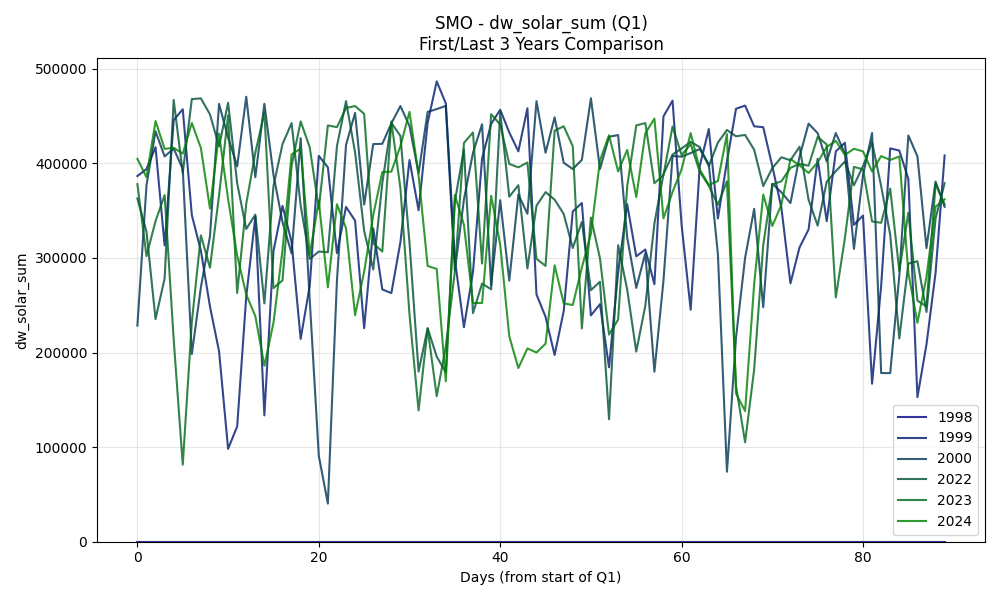 SMO - dw_solar_sum (Q1)
First/Last 3 Years Comparison
dw_solar_sum
500000
400000
300000
200000
100000
0
0 20 40 60 80
Days (from start of Q1)
1998
1999
2000
2022
2023
2024